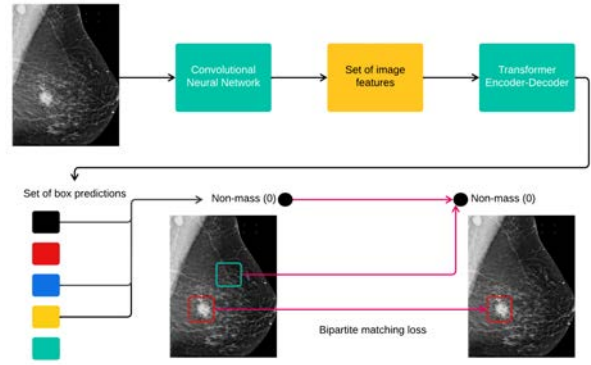 Convolutional
Neural Network
Set of image
features
Transformer
Encoder-Decoder
Set of box predictions
Non-mass (0)
Non-mass (0)
Bipartite matching loss